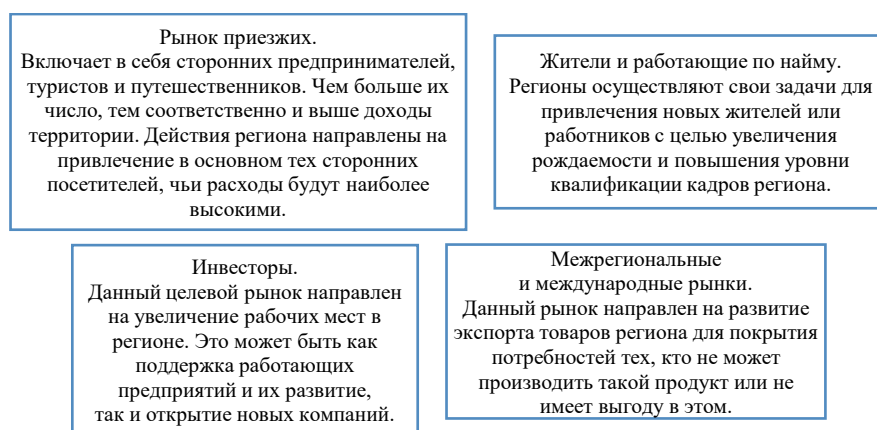 Рынок приезжих.
Включает в себя сторонних предпринимателей,
туристов и путешественников. Чем больше их
число, тем соответственно и выше доходы
территории. Действия региона направлены на
привлечение в основном тех сторонних
посетителей, чьи расходы будут наиболее
высокими.
Жители и работающие по найму.
Регионы осуществляют свои задачи для
привлечения новых жителей или
работников с целью увеличения
рождаемости и повышения уровни
квалификации кадров региона.
Инвесторы.
Данный целевой рынок направлен
на увеличение рабочих мест в
регионе. Это может быть как
поддержка работающих
предприятий и их развитие,
так и открытие новых компаний.
Межрегиональные
и международные рынки.
Данный рынок направлен на развитие
экспорта товаров региона для покрытия
потребностей тех, кто не может
производить такой продукт или не
имеет выгоду в этом.